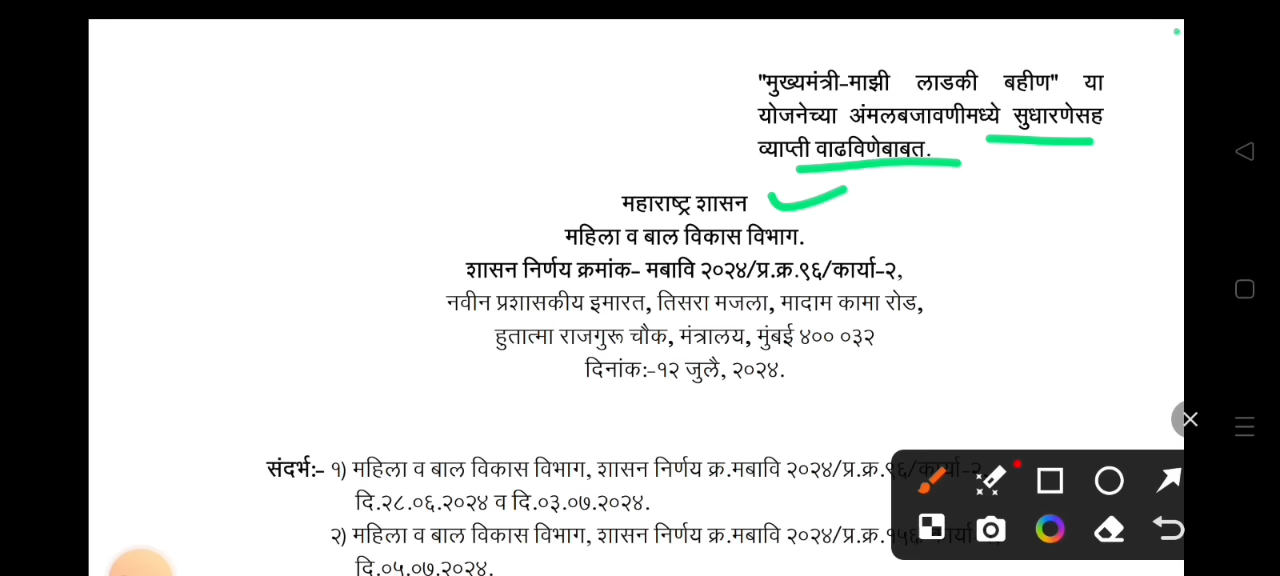 "मुख्यमंत्री-माझी लाडकी बहीण" या
योजनेच्या अंमलबजावणीमध्ये सुधारणेसह
व्याप्ती वाढविणेबाबत.
महाराष्ट्र शासन
महिला व बाल विकास विभाग.
शासन निर्णय क्रमांक- मबावि २०२४/प्र.क्र.९६/कार्या-२,
नवीन प्रशासकीय इमारत, तिसरा मजला, मादाम कामा रोड,
हुतात्मा राजगुरू चौक, मंत्रालय, मुंबई ४०० ०३२
दिनांक:-१२ जुलै, २०२४.
संदर्भ:- १) महिला व बाल विकास विभाग, शासन निर्णय क्र.मबावि २०२४/प्र.क्र.९६/कार्या-२,
दि.२८.०६.२०२४ व दि.०३.०७.२०२४.
२) महिला व बाल विकास विभाग, शासन निर्णय क्र.मबावि २०२४/प्र.क्र.
दि.०५.०७.२०२४.